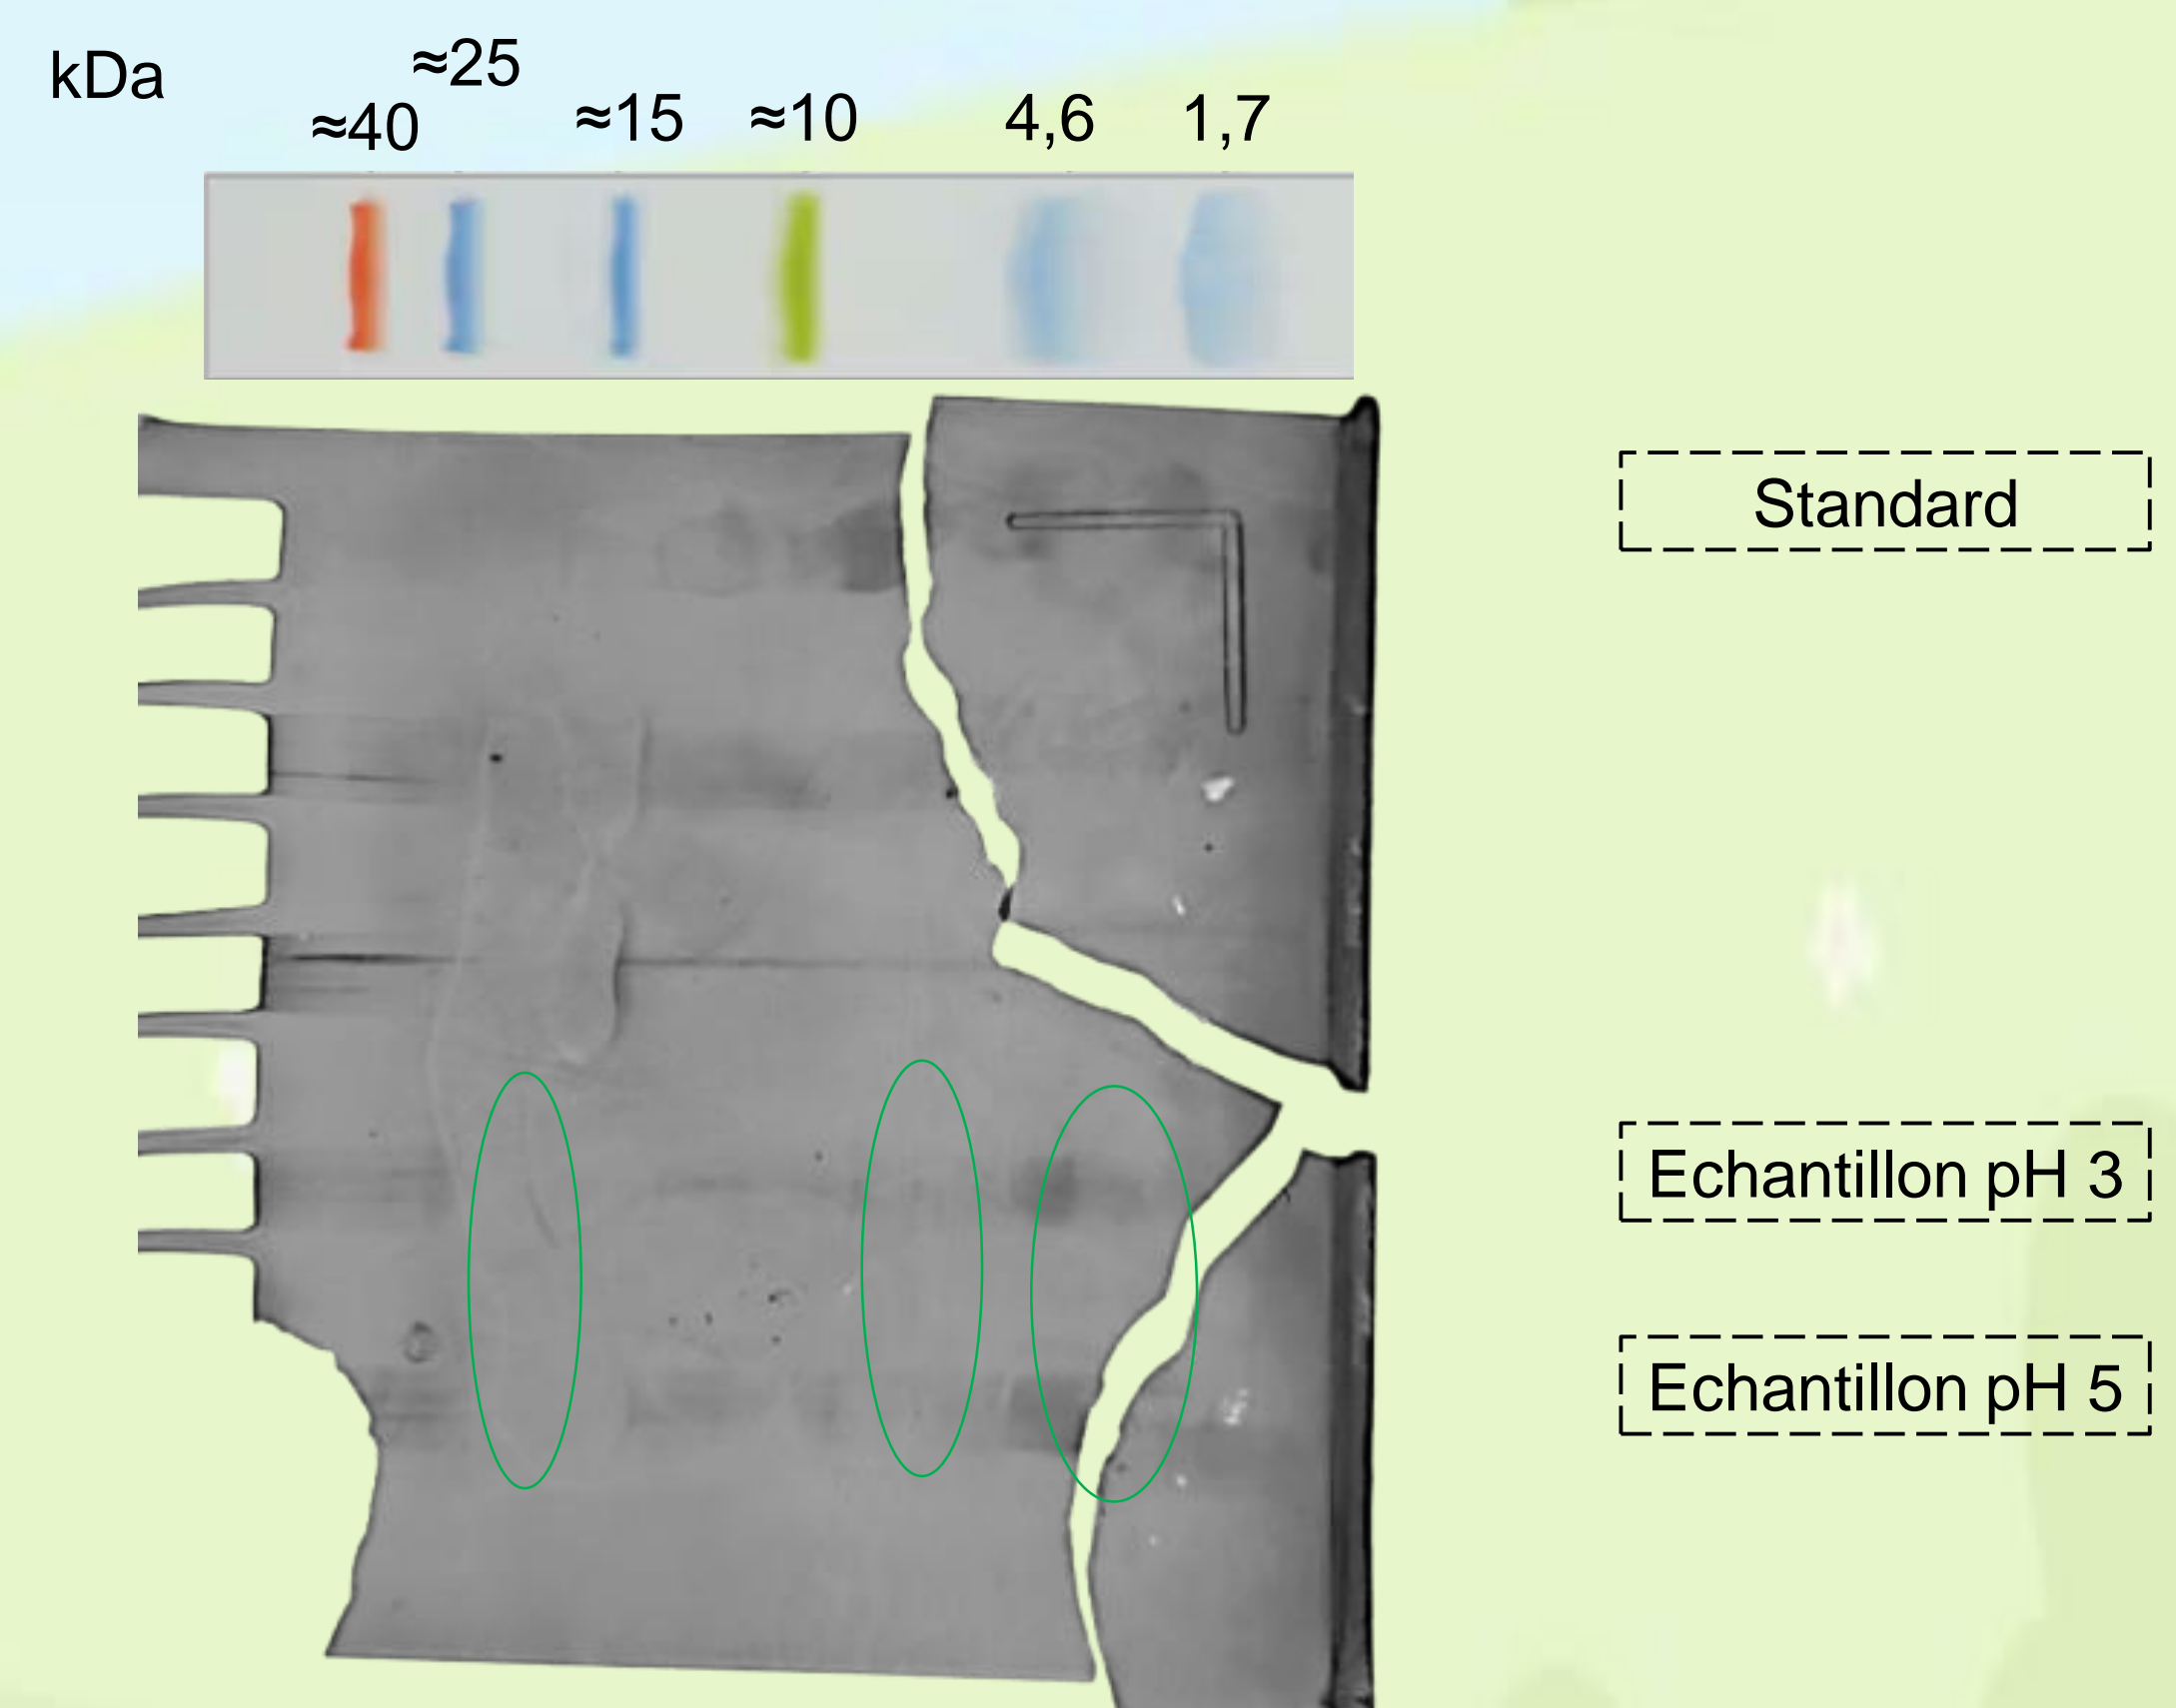 kDa
≈40
≈25
≈15
≈10
4,6
1,7
Standard
Echantillon pH 3
Echantillon pH 5